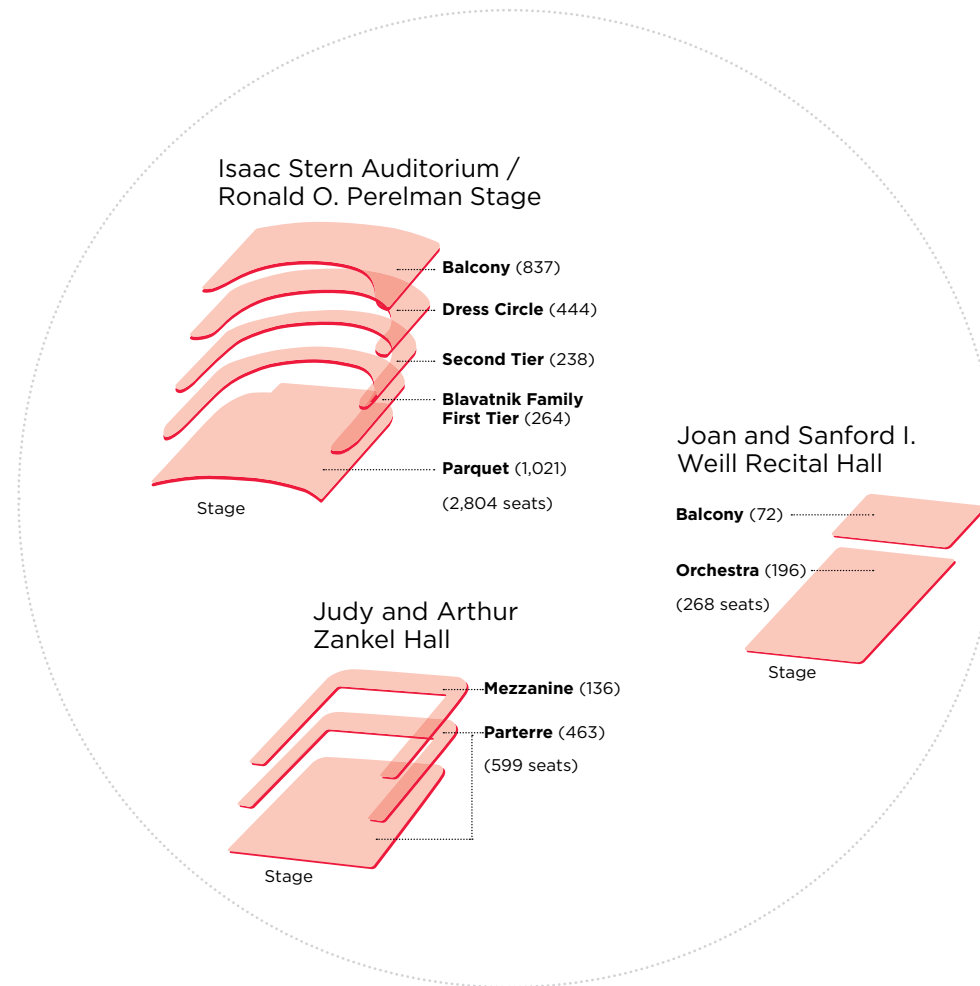 Isaac Stern Auditorium /
Ronald O. Perelman Stage
Balcony (837)
Dress Circle (444)
Second Tier (238)
Blavatnik Family
First Tier (264)
Parquet (1,021)
(2,804 seats)
Stage
Joan and Sanford I.
Weill Recital Hall
Balcony (72)
Orchestra (196)
(268 seats)
Stage
Judy and Arthur
Zankel Hall
Mezzanine (136)
Parterre (463)
(599 seats)
Stage